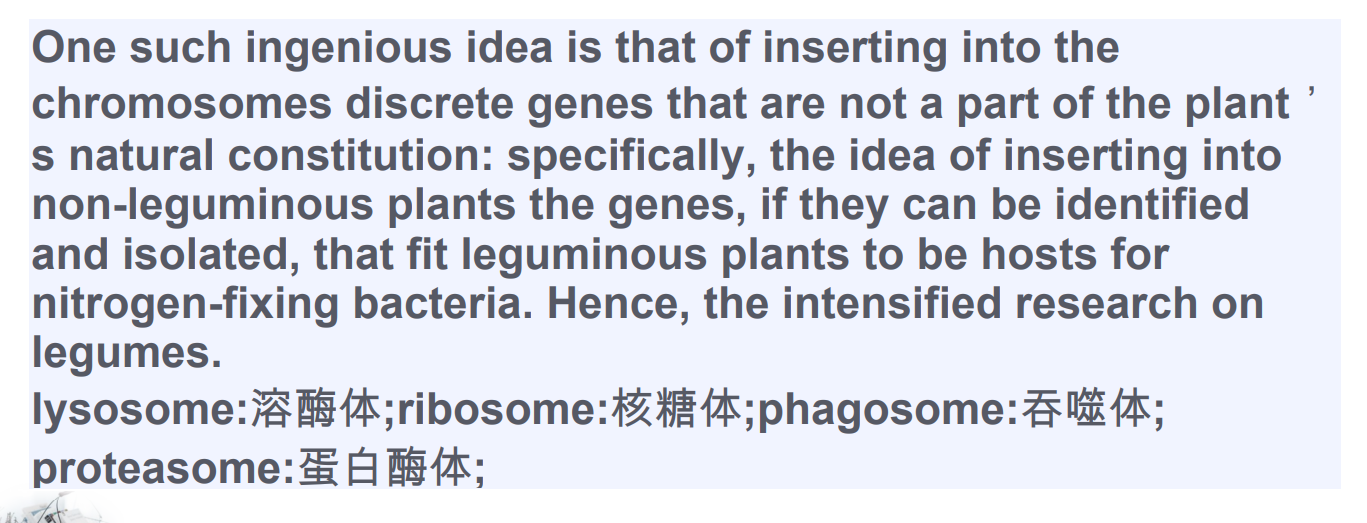 One such ingenious idea is that of inserting into the
chromosomes discrete genes that are not a part of the plant ’
s natural constitution: specifically, the idea of inserting into
non-leguminous plants the genes, if they can be identified
and isolated, that fit leguminous plants to be hosts for
nitrogen-fixing bacteria. Hence, the intensified research on
legumes.
lysosome:溶酶体;ribosome:核糖体;phagosome:吞噬体;
proteasome:蛋白酶体;